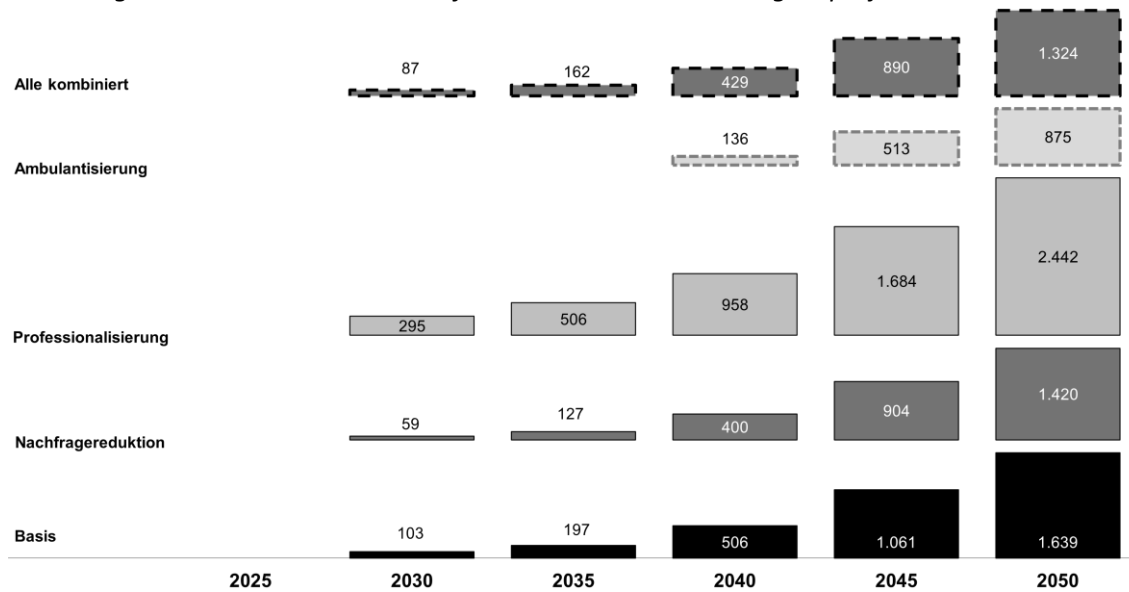 87 162 429 890 1.324
Alle kombiniert
136 513 875
Ambulantisierung
295 506 958 1.684 2.442
Professionalisierung
59 127 400 904 1.420
Nachfragereduktion
103 197 506 1.061 1.639
Basis
2025 2030 2035 2040 2045 2050